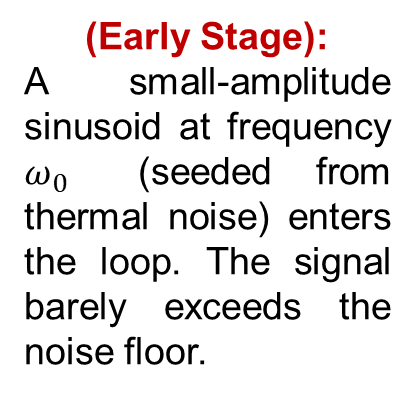 (Early Stage):
A small-amplitude
sinusoid at frequency
𝜔₀ (seeded from
thermal noise) enters
the loop. The signal
barely exceeds the
noise floor.